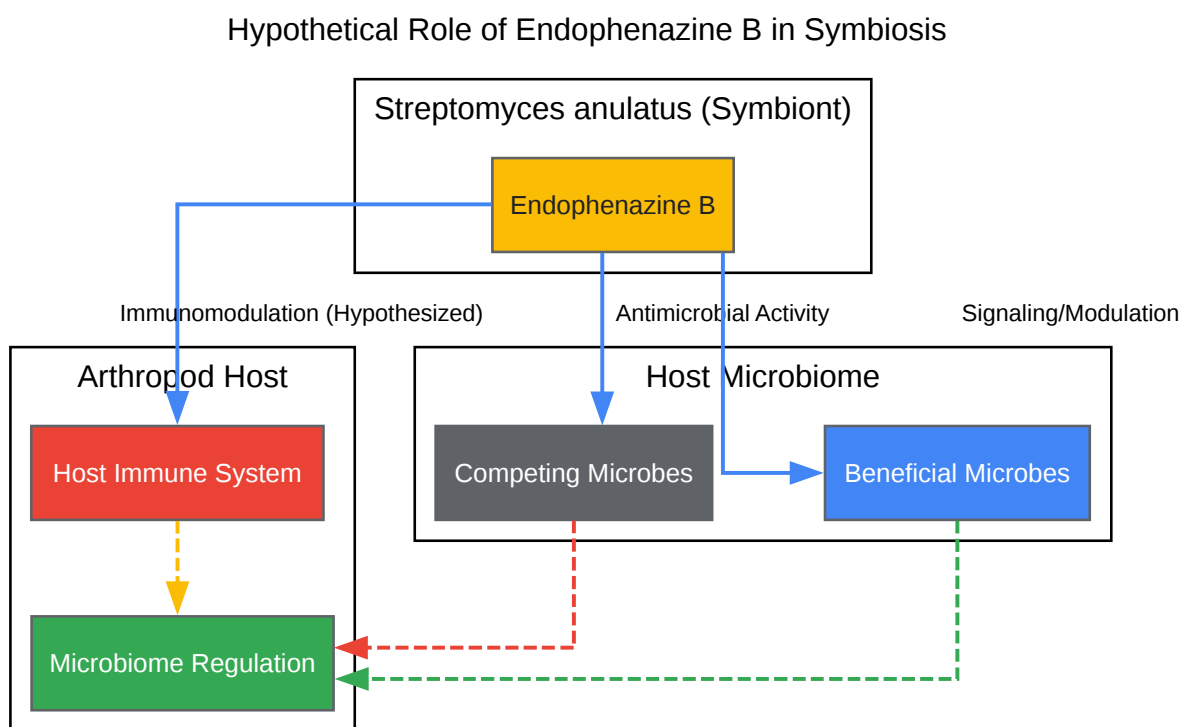 Hypothetical Role of Endophenazine B in Symbiosis
Streptomyces anulatus (Symbiont)
Endophenazine B
Immunomodulation (Hypothesized)
Antimicrobial Activity
Signaling/Modulation
Arthropod Host
Host Microbiome
Host Immune System
Competing Microbes
Beneficial Microbes
Microbiome Regulation